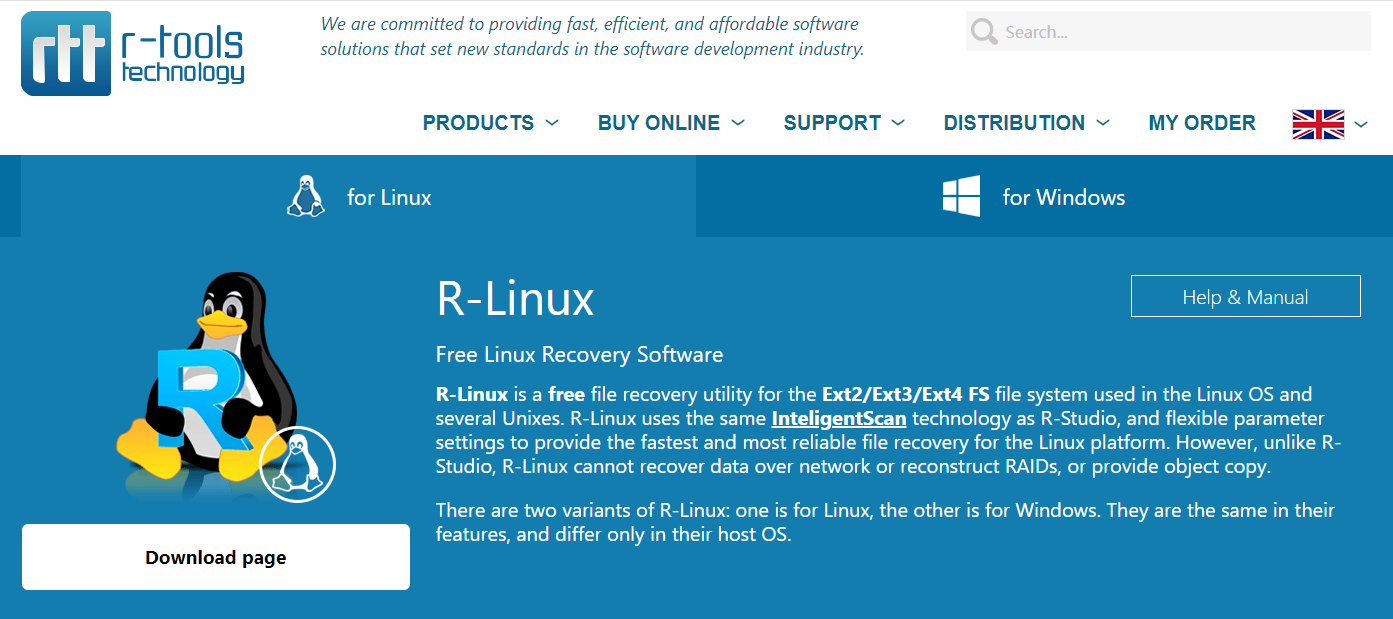 rtt r-tools technology
We are committed to providing fast, efficient, and affordable software
solutions that set new standards in the software development industry.
Search...
PRODUCTS BUY ONLINE SUPPORT DISTRIBUTION MY ORDER
for Linux
for Windows
R-Linux
Help & Manual
Free Linux Recovery Software
R-Linux is a free file recovery utility for the Ext2/Ext3/Ext4 FS file system used in the Linux OS and
several Unixes. R-Linux uses the same InteligentScan technology as R-Studio, and flexible parameter
settings to provide the fastest and most reliable file recovery for the Linux platform. However, unlike R-
Studio, R-Linux cannot recover data over network or reconstruct RAIDs, or provide object copy.
There are two variants of R-Linux: one is for Linux, the other is for Windows. They are the same in their
features, and differ only in their host OS.
R
Download page